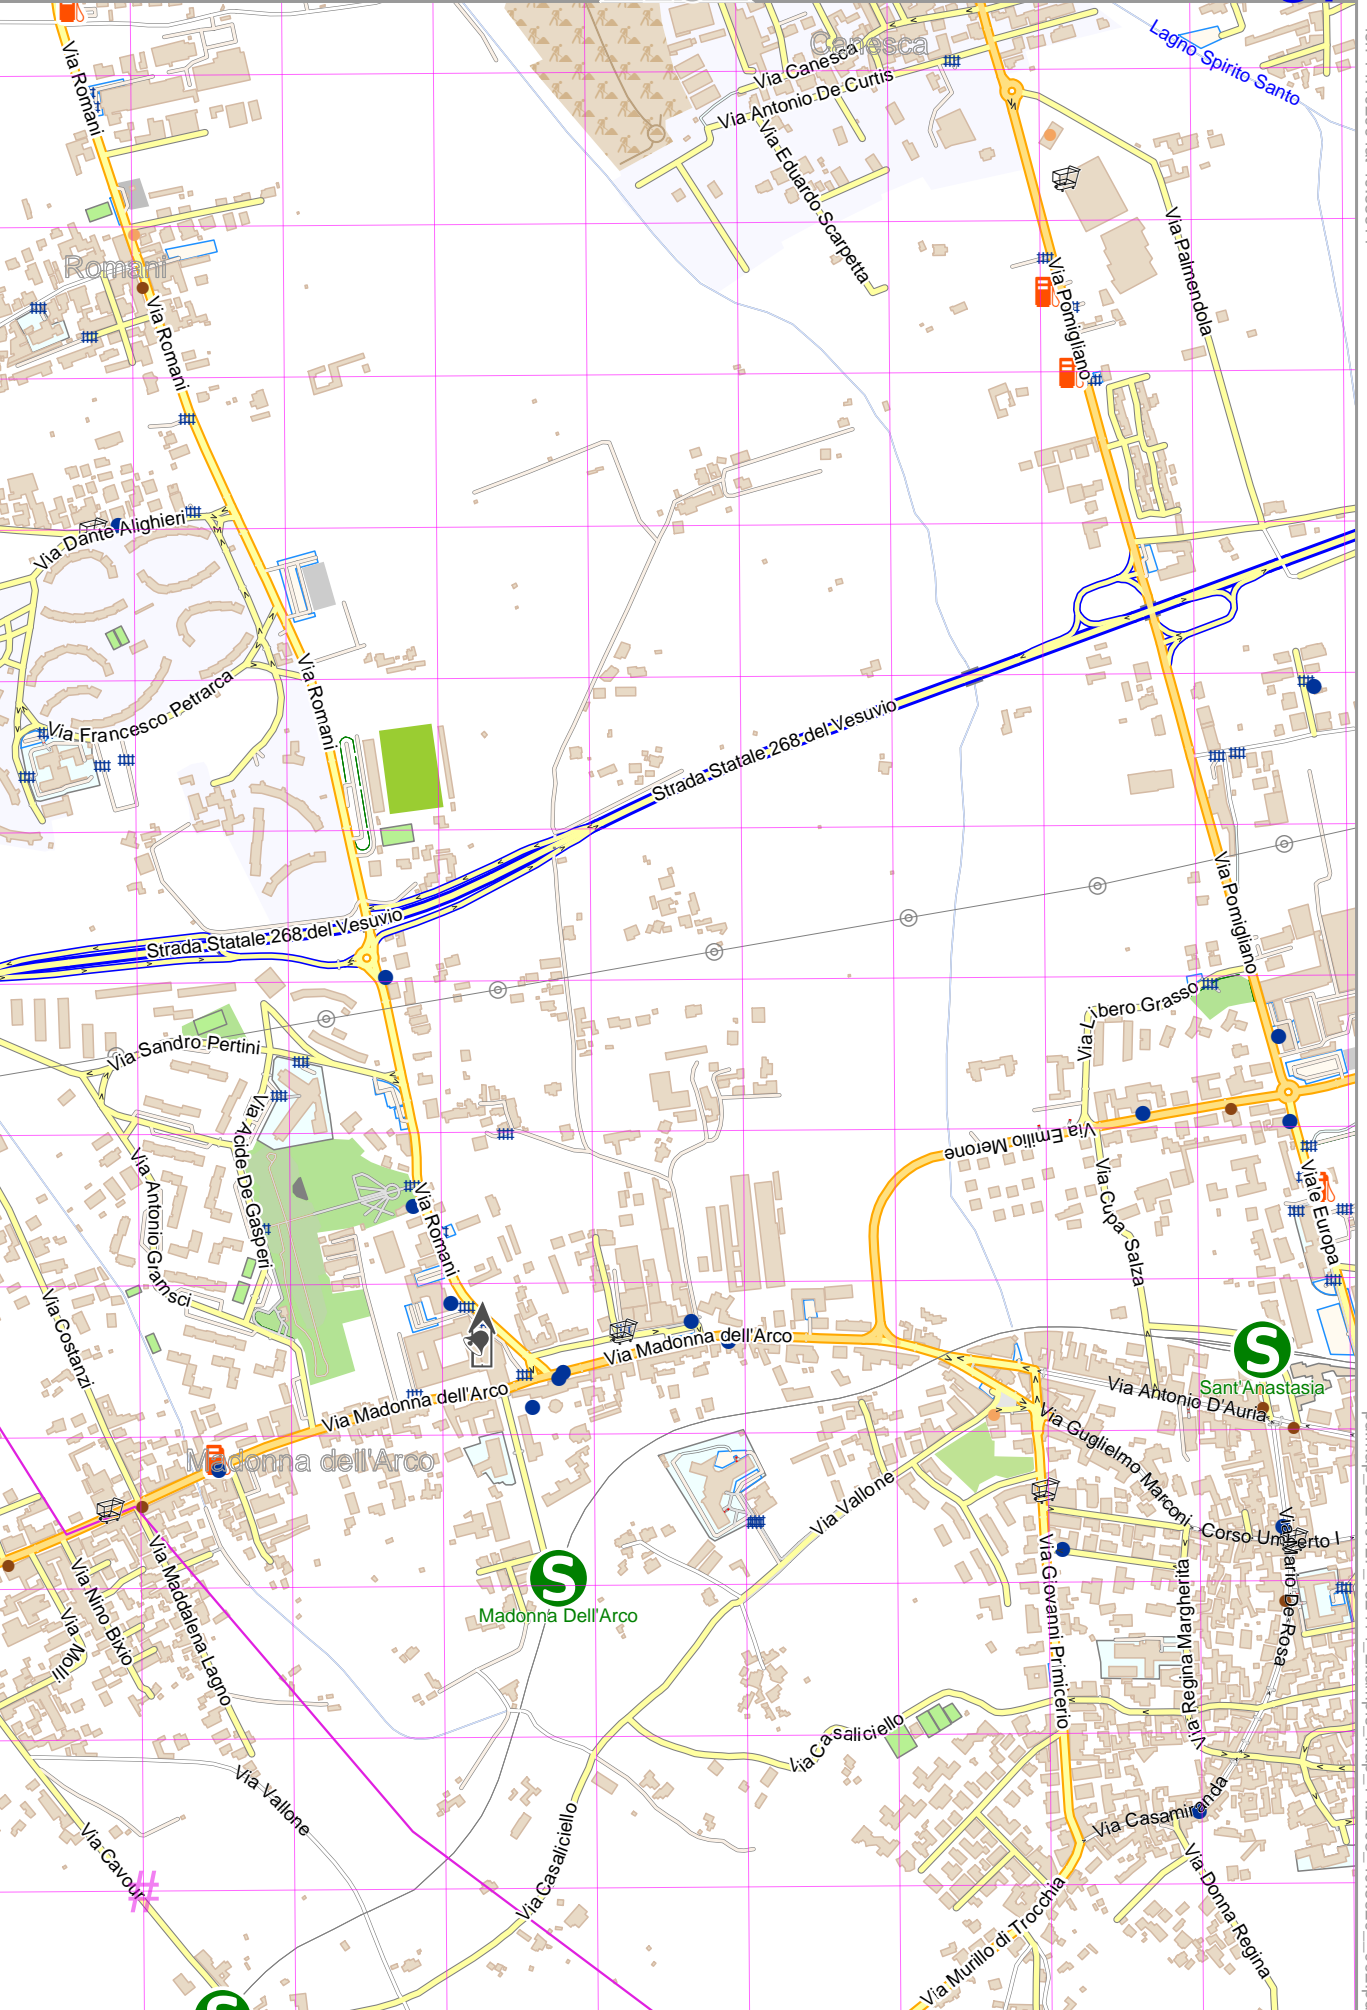 Canesca
Via Canesca
Lagno Spirito Santo
Via Romani
Via Antonio De Curtis
Via Eduardo Scarpetta
Via Palmendola
Romani
Via Pomigliano
Via Romani
Via Dante Alighieri
Via Romani
Via Francesco Petrarca
Strada Statale 268 del Vesuvio
Via Pomigliano
Strada Statale 268 del Vesuvio
Via Libero Grasso
Via Sandro Pertini
Via Emilio Merone
Via Acide De Gasperi
Via Antonio Gramsci
Via Romani
Via Cupa Salza
Viale Europa
Via Costanzi
Via Madonna dell'Arco
Via Madonna dell'Arco
S
Sant'Anastasia
Via Antonio D'Auria
Via Guglielmo Marconi
Madonna dell'Arco
Via Vallone
Corso Umberto I
Via Mario De Rosa
Via Giovanni Primicerio
Via Regina Margherita
Via Maddalena Lagno
Via Nino Bixio
Via Molli
S
Madonna Dell'Arco
Via Casaliciello
Via Vallone
Via Casamiranda
Via Cavour
#
Via Casaliciello
Via Donna Regina
Via Murillo di Trocchia
S